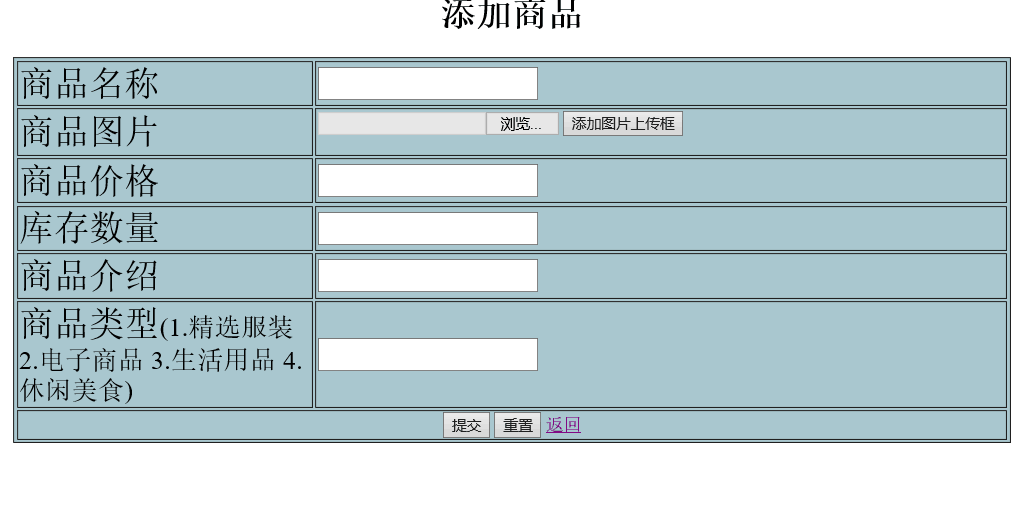 添加商品
商品名称
商品图片 浏览... 添加图片上传框
商品价格
库存数量
商品介绍
商品类型(1.精选服装
2.电子商品 3.生活用品 4.
休闲美食)
提交 重置 返回